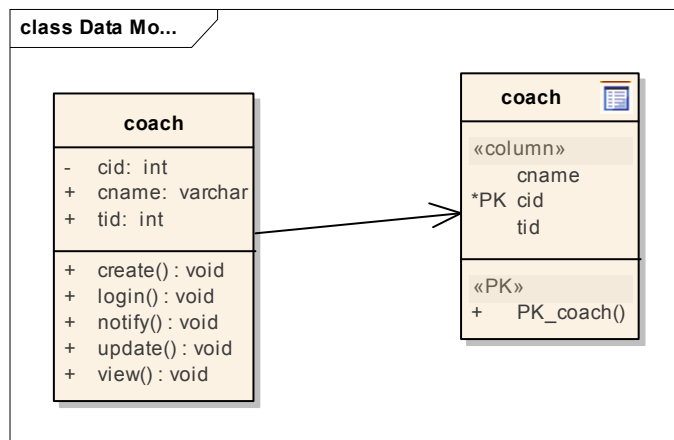 class Data Mo...
coach
- cid: int
+ cname: varchar
+ tid: int
+ create() : void
+ login() : void
+ notify() : void
+ update() : void
+ view() : void
coach
«column»
cname
*PK cid
tid
«PK»
+ PK_coach()